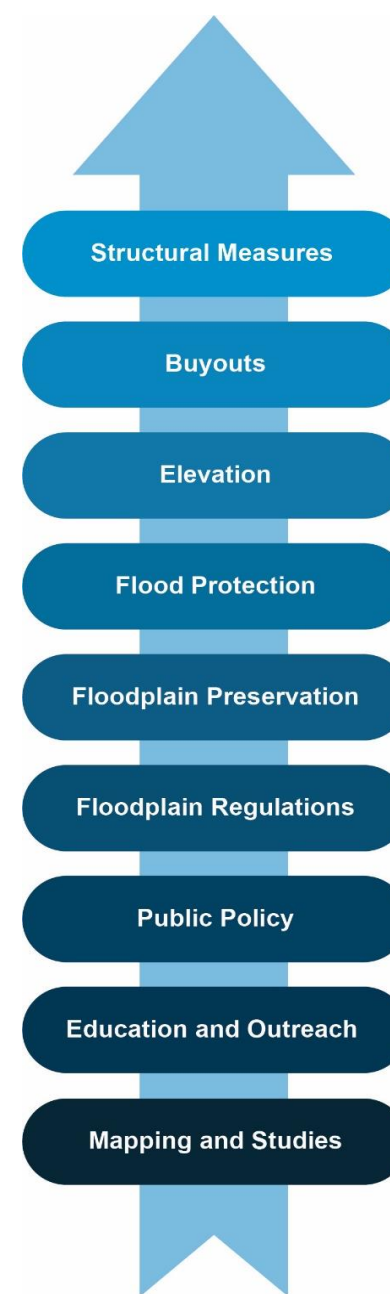 Structural Measures
Buyouts
Elevation
Flood Protection
Floodplain Preservation
Floodplain Regulations
Public Policy
Education and Outreach
Mapping and Studies